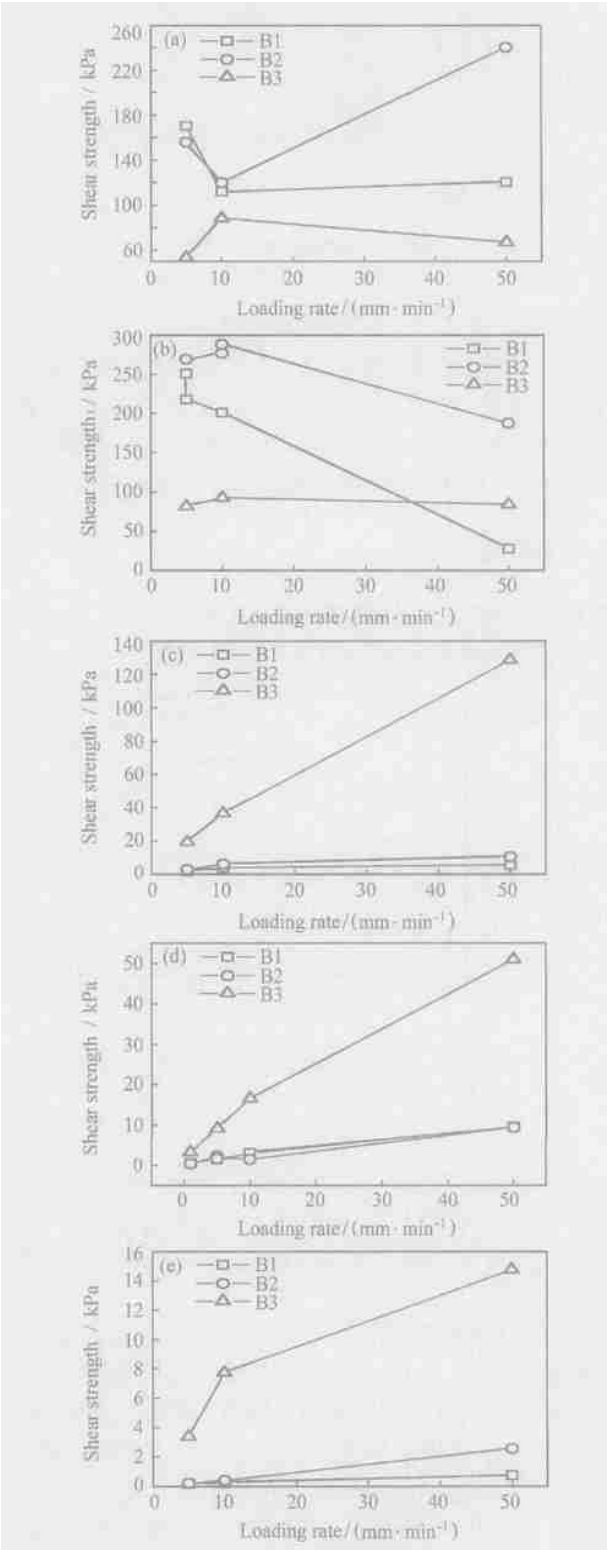 (a)
B1
B2
B3
260
220
180
140
100
60
Shear strength / kPa
0 10 20 30 40 50
Loading rate/(mm·min⁻¹)
(b)
B1
B2
B3
300
250
200
150
100
50
0
Shear strength / kPa
0 10 20 30 40 50
Loading rate/(mm·min⁻¹)
(c)
B1
B2
B3
140
120
100
80
60
40
20
0
Shear strength / kPa
0 10 20 30 40 50
Loading rate/(mm·min⁻¹)
(d)
B1
B2
B3
50
40
30
20
10
0
Shear strength / kPa
0 10 20 30 40 50
Loading rate/(mm·min⁻¹)
(e)
B1
B2
B3
16
14
12
10
8
6
4
2
0
Shear strength / kPa
0 10 20 30 40 50
Loading rate/(mm·min⁻¹)